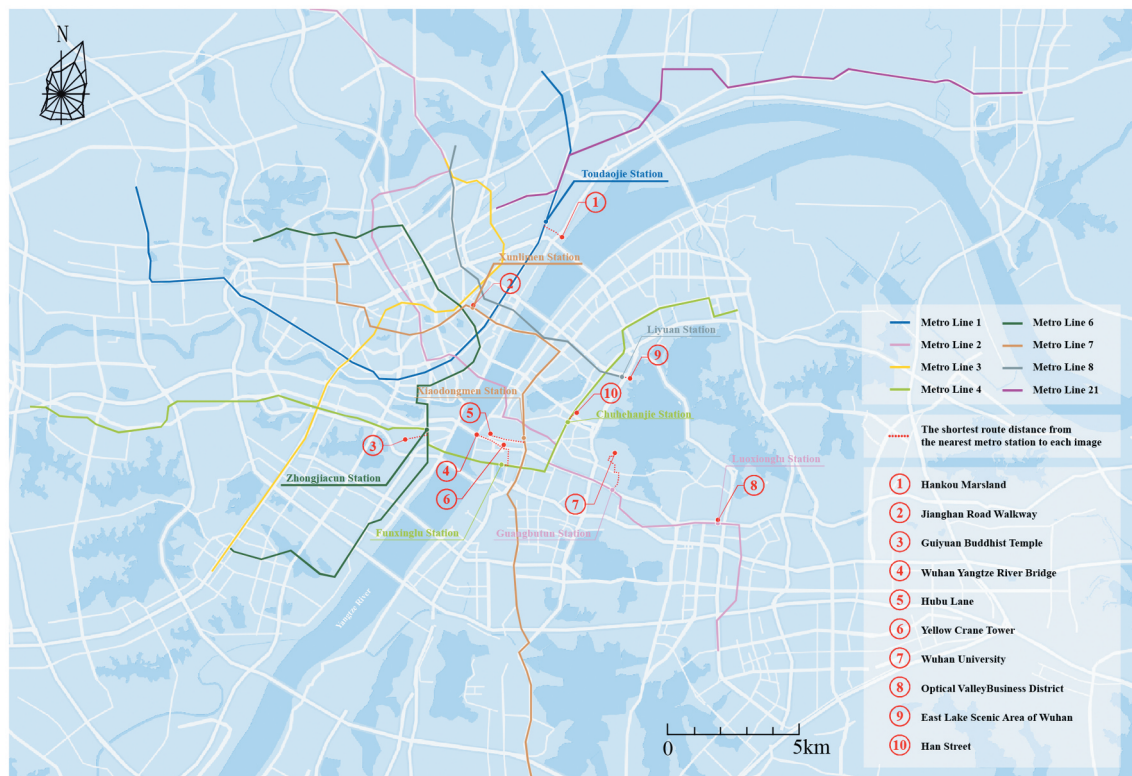 N
Toudaojie Station
1
Xunlimen Station
2
Liyuan Station
9
Xiaodongmen Station
10
5
Chuhehanjie Station
3
4
Zhongjiacun Station
6
7
8
Fuxinglu Station
Guangbutun Station
Yangtze River
0
5km
Metro Line 1
Metro Line 6
Metro Line 2
Metro Line 7
Metro Line 3
Metro Line 8
Metro Line 4
Metro Line 21
The shortest route distance from
the nearest metro station to each image
1 Hankou Marsland
2 Jianghan Road Walkway
3 Guiyuan Buddhist Temple
4 Wuhan Yangtze River Bridge
5 Hubu Lane
6 Yellow Crane Tower
7 Wuhan University
8 Optical ValleyBusiness District
9 East Lake Scenic Area of Wuhan
10 Han Street